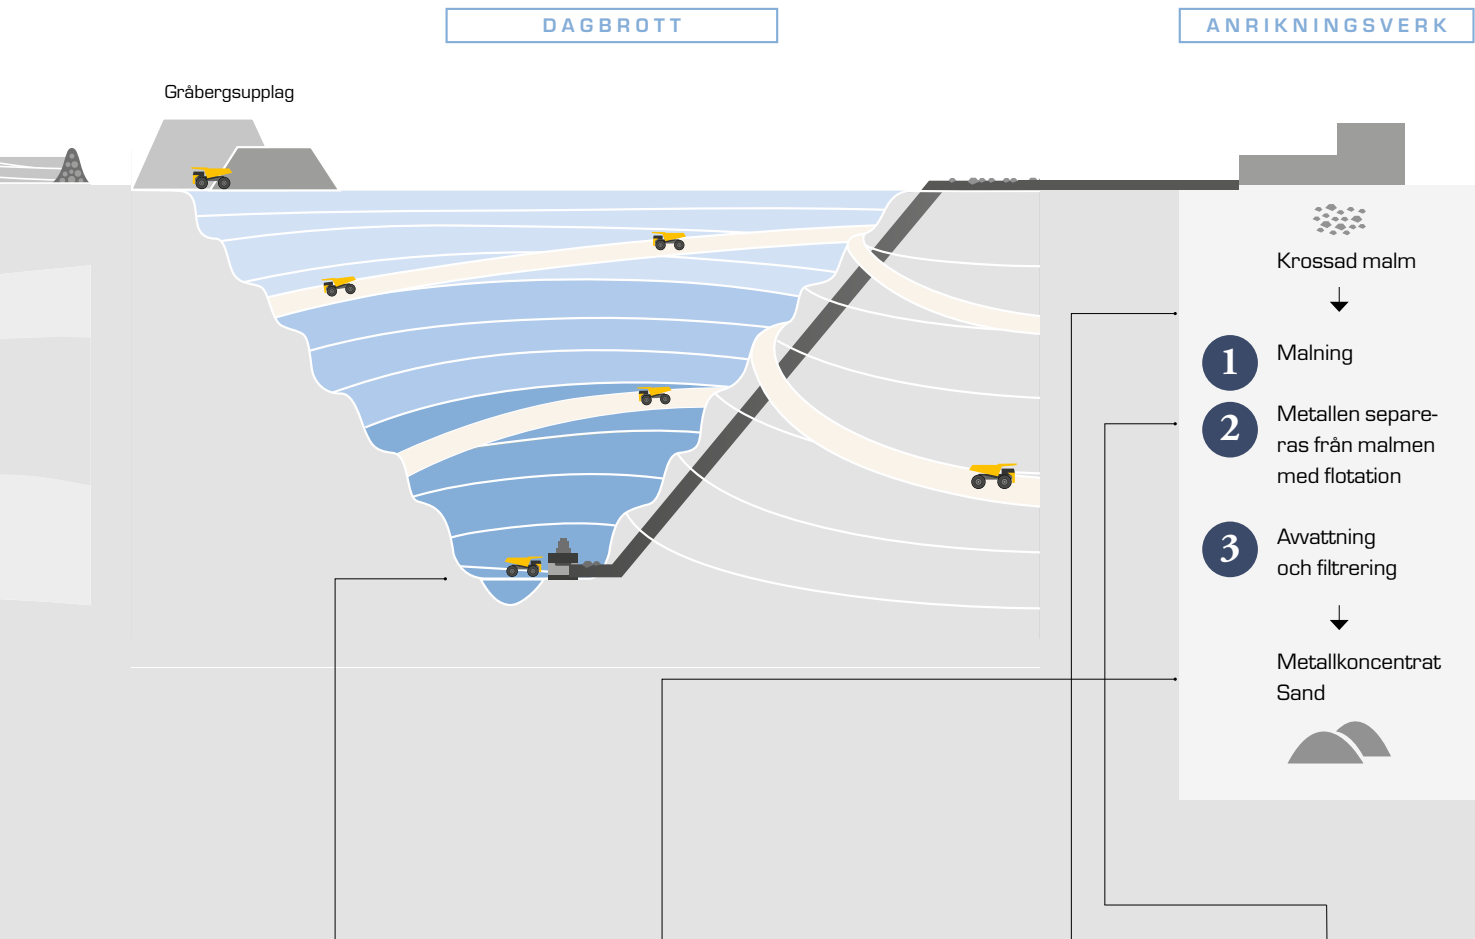 DAGBROTT
ANRIKNINGSVERK
Gråbergsupplag
Krossad malm
1 Malning
2 Metallen separe-
ras från malmen
med flotation
3 Avvattning
och filtrering
Metallkoncentrat
Sand